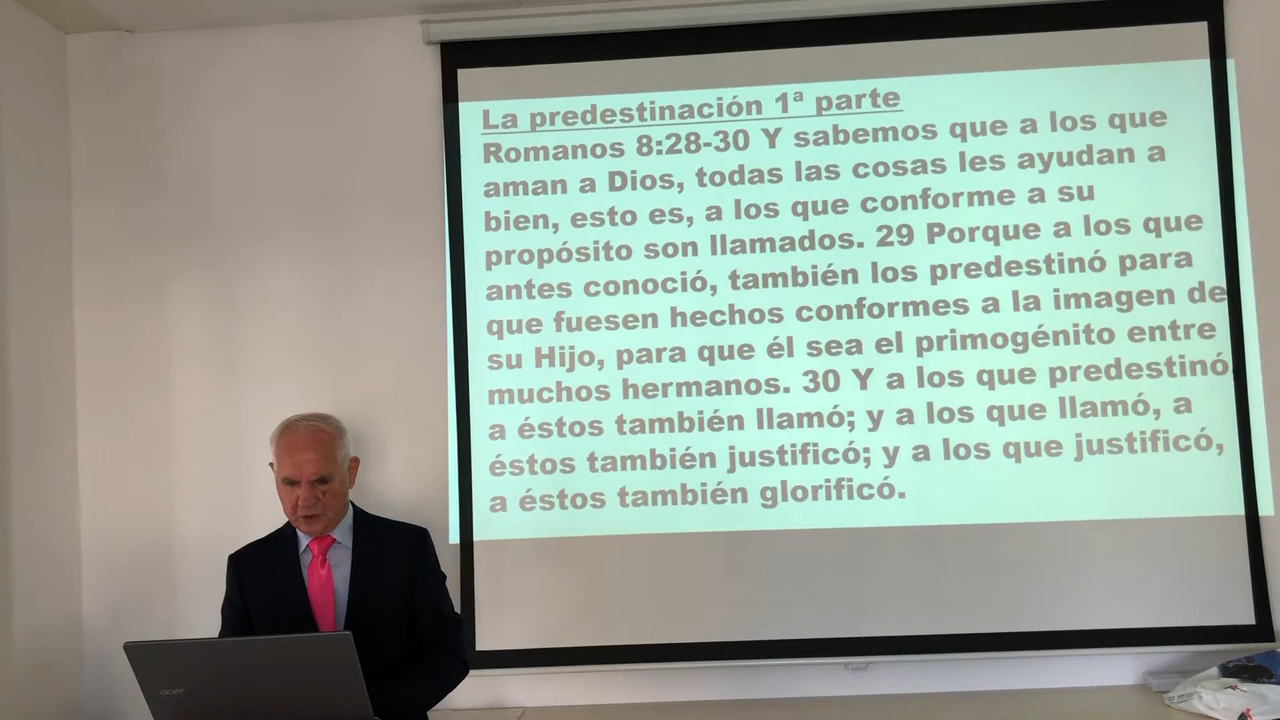 La predestinación 1ª parte
Romanos 8:28-30 Y sabemos que a los que
aman a Dios, todas las cosas les ayudan a
bien, esto es, a los que conforme a su
propósito son llamados. 29 Porque a los que
antes conoció, también los predestinó para
que fuesen hechos conformes a la imagen de
su Hijo, para que él sea el primogénito entre
muchos hermanos. 30 Y a los que predestinó,
a éstos también llamó; y a los que llamó, a
éstos también justificó; y a los que justificó,
a éstos también glorificó.
acer